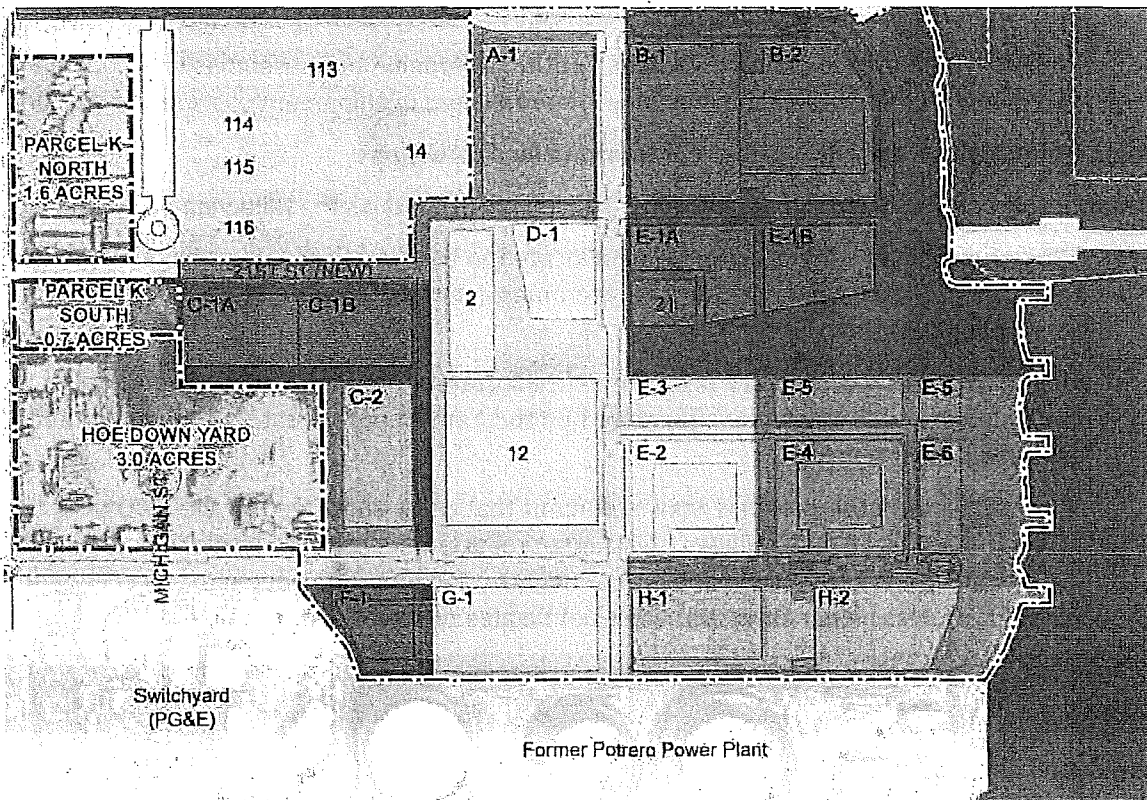 A-1
B-1
B-2
113
114
14
115
116
PARCEL K
NORTH
1.6 ACRES
D-1
E-1A
E-1B
21ST ST (NEW)
2
21
PARCEL K
SOUTH
0.7 ACRES
C-1A
C-1B
C-2
E-3
E-5
E-5
HOE DOWN YARD
3.0 ACRES
12
E-2
E-4
E-6
MICHIGAN ST
F-1
G-1
H-1
H-2
Switchyard
(PG&E)
Former Potrero Power Plant